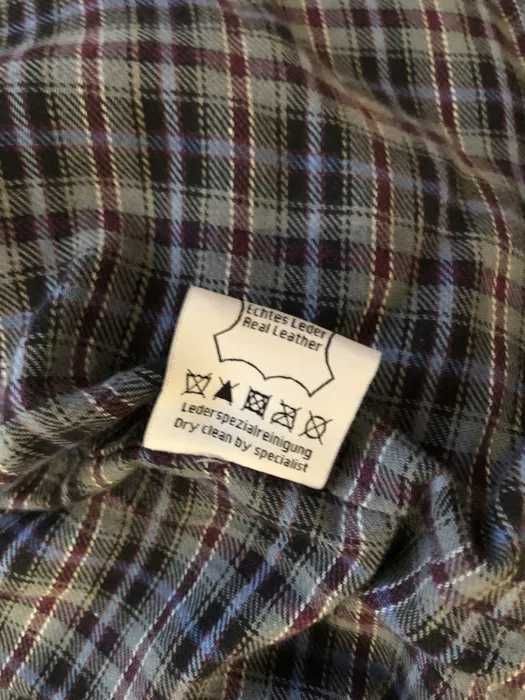 Echtes Leder
Real Leather
Lederspezialreinigung
Dry clean by specialist